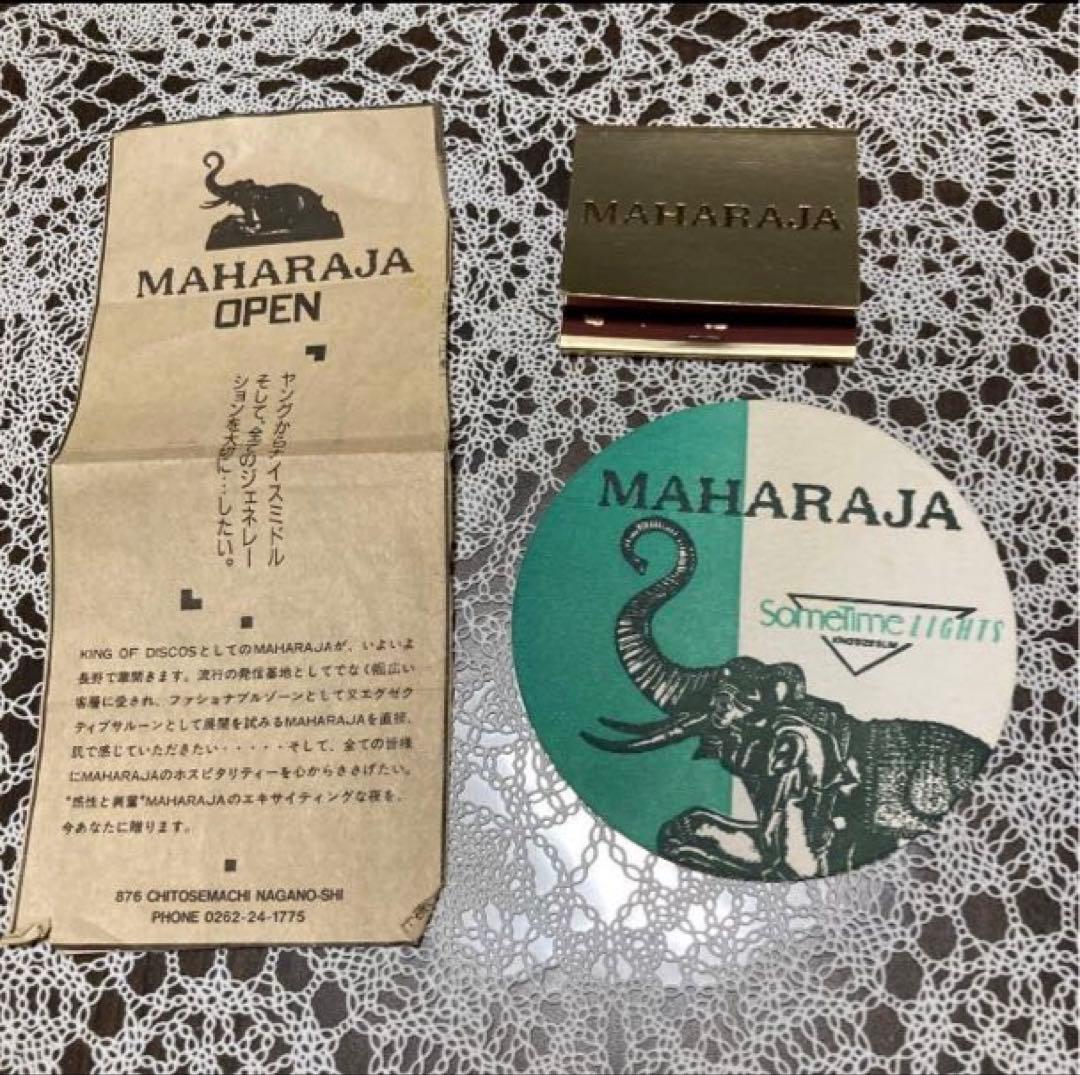 MAHARAJA
OPEN
ヤングからナイスミドル
そして、全てのジェネレー
ションを大切に・・したい。
KING OF DISCOSとしてのMAHARAJAが、いよいよ
長野で幕開きます。流行の発信基地としてでなく幅広い
客層に愛され、ファショナブルゾーンとして又エグゼク
ティブサルーンとして展開を試みるMAHARAJAを直接、
肌で感じていただきたい・・・・・そして、全ての皆様
にMAHARAJAのホスピタリティーを心からささげたい。
"感性と興奮"MAHARAJAのエキサイティングな夜を、
今あなたに贈ります。
876 CHITOSEMACHI NAGANO-SHI
PHONE 0262-24-1775
MAHARAJA
MAHARAJA
SomeTime LIGHTS